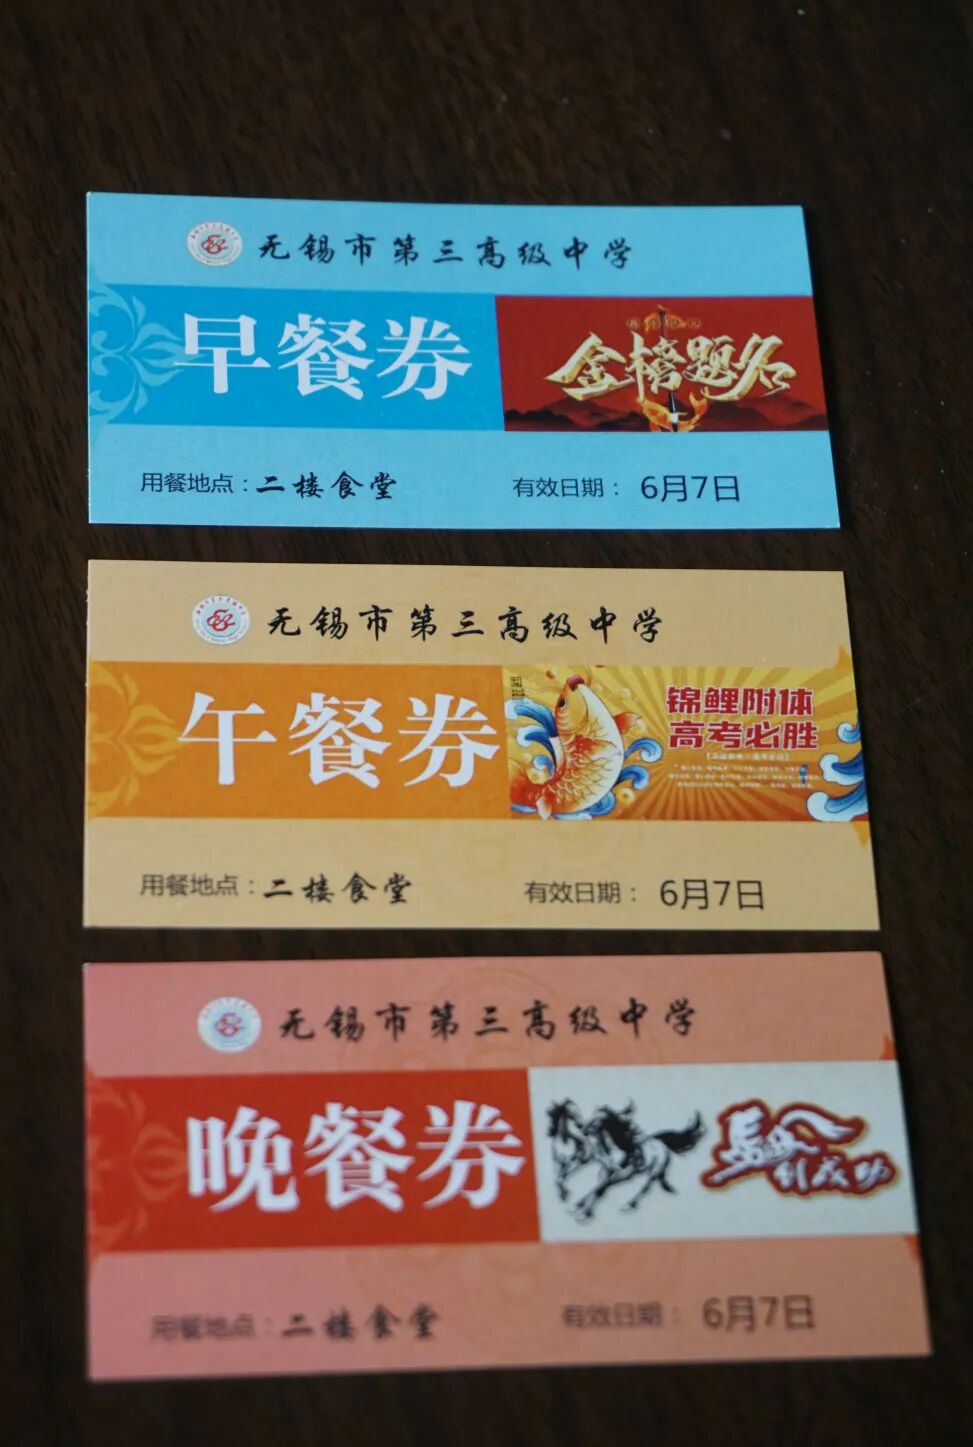 无锡市第三高级中学
早餐券
金榜题名
用餐地点：二楼食堂
有效日期： 6月7日
无锡市第三高级中学
午餐券
锦鲤附体
高考必胜
用餐地点：二楼食堂
有效日期： 6月7日
无锡市第三高级中学
晚餐券
馬到成功
用餐地点：二楼食堂
有效日期： 6月7日